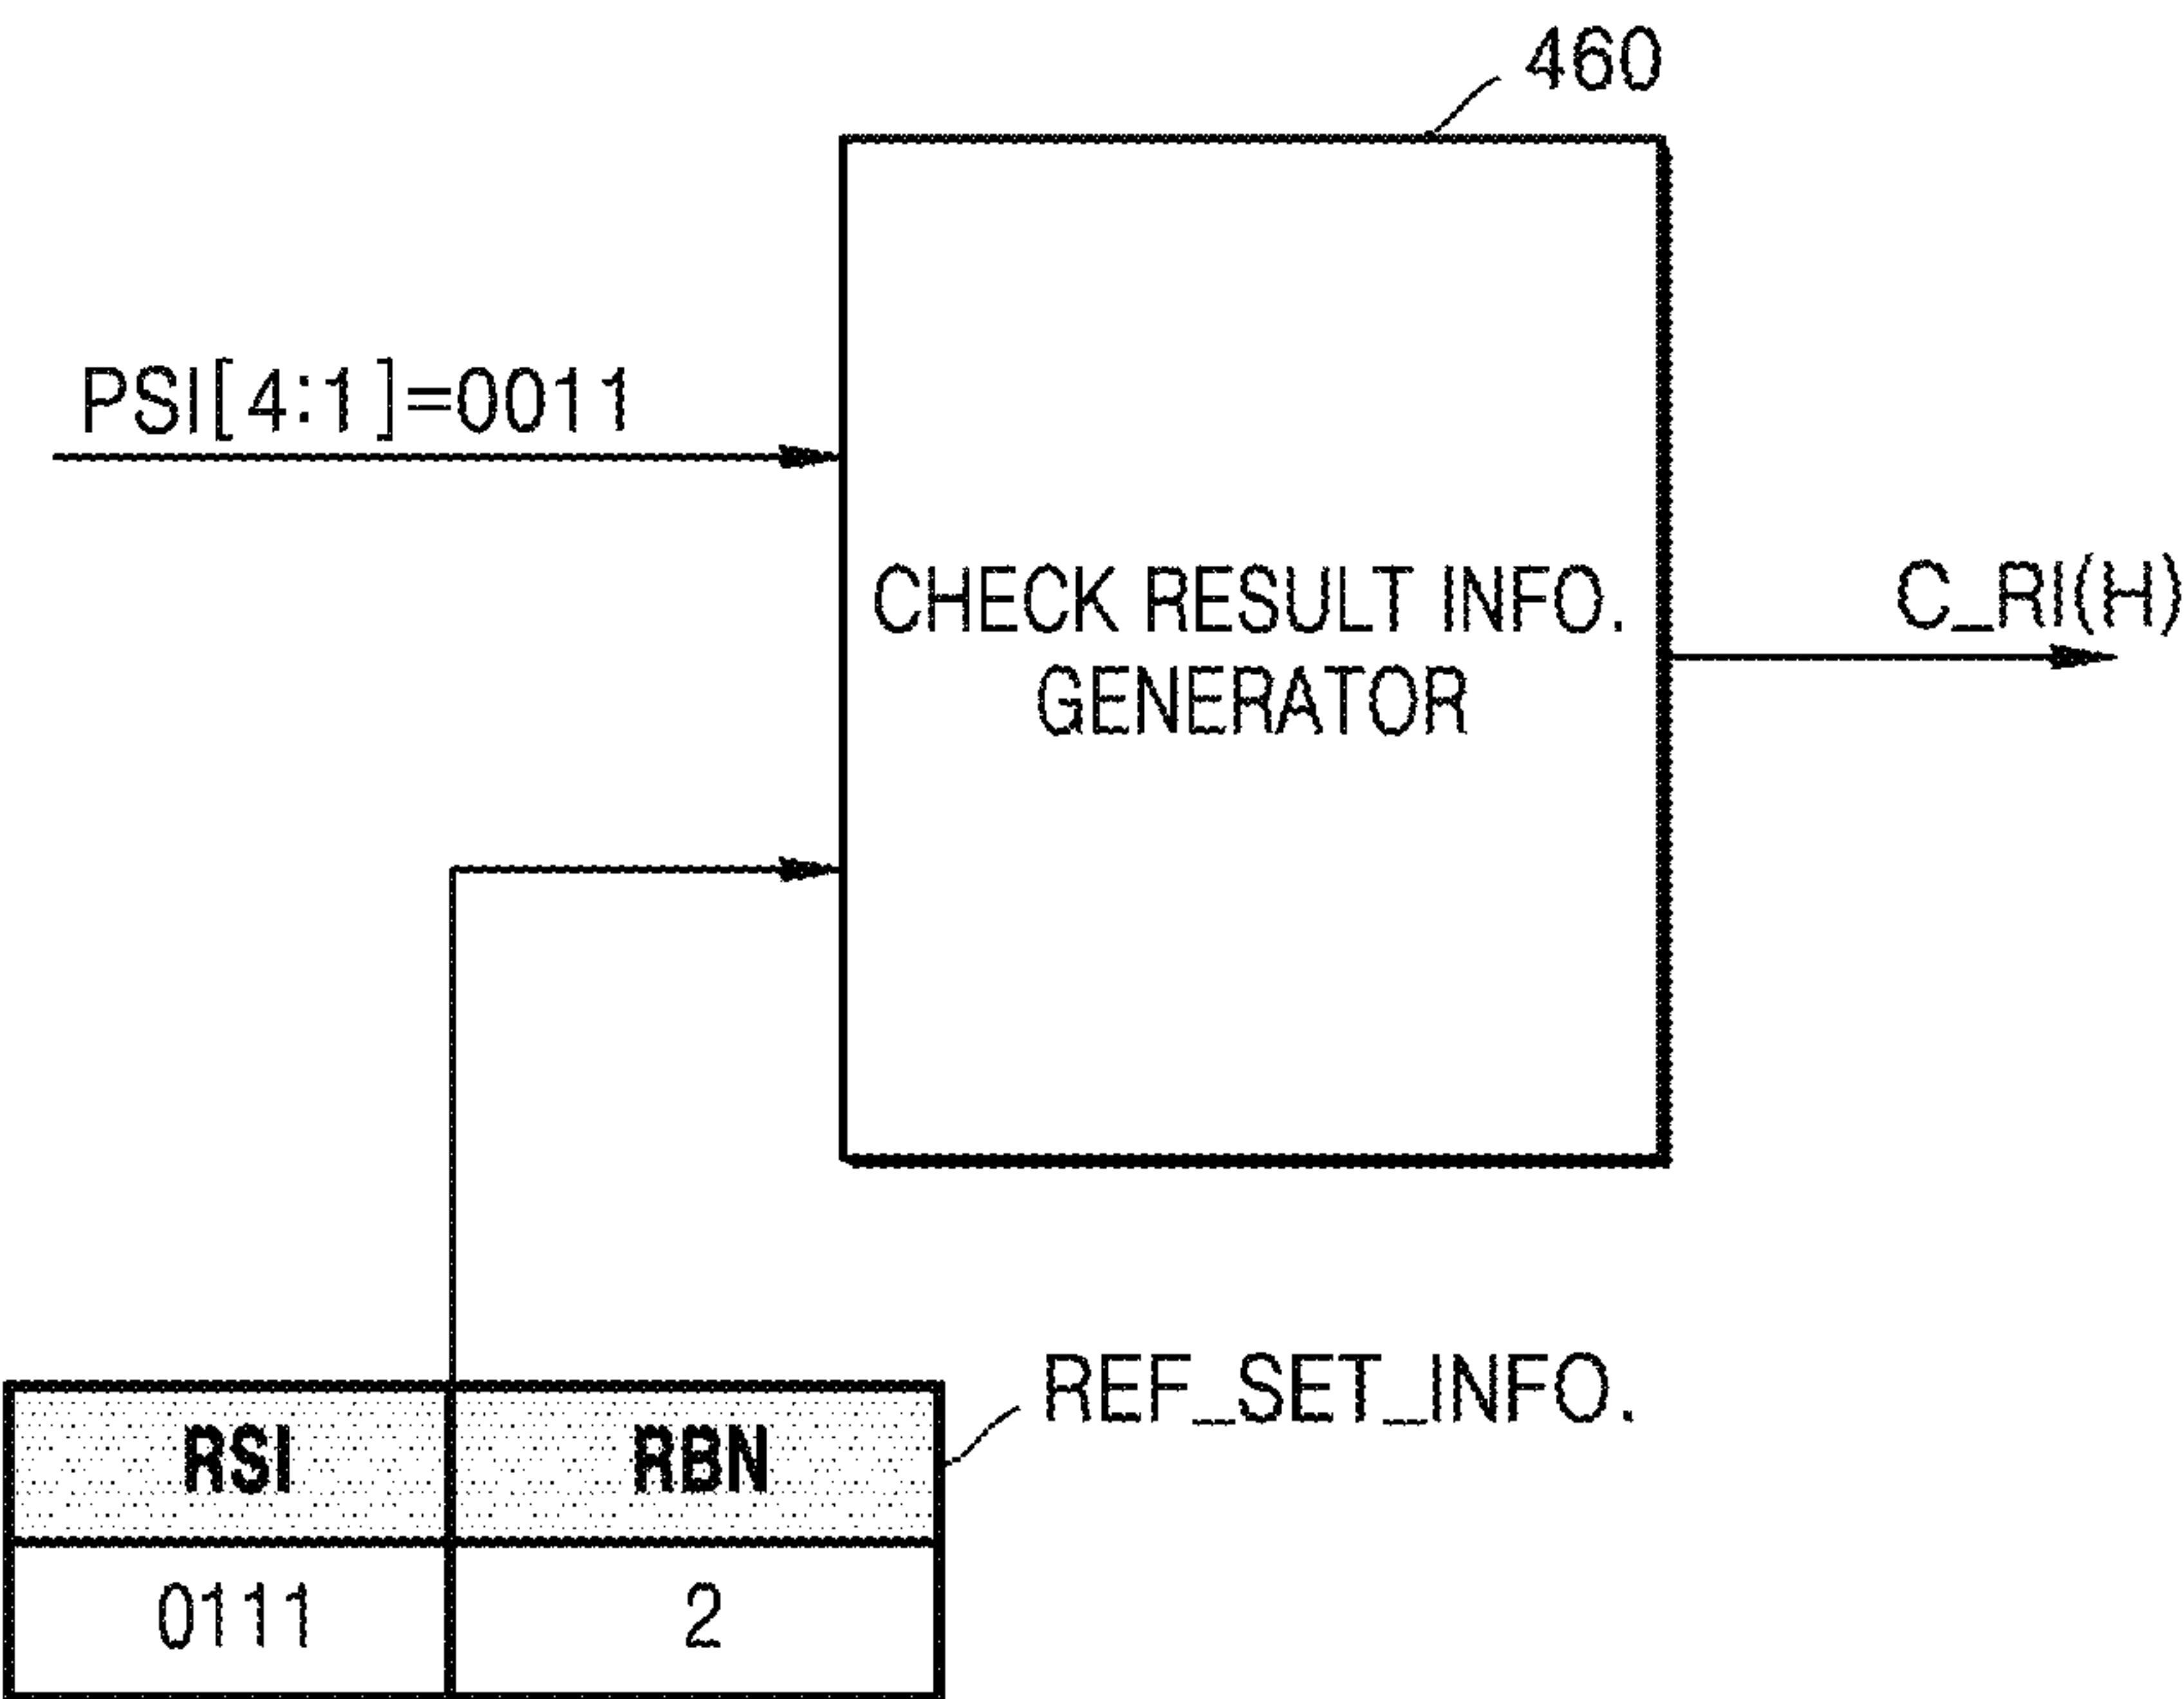 460
PSI[4:1]=0011
CHECK RESULT INFO.
GENERATOR
C_RI(H)
REF_SET_INFO.
RSI RBN
0111 2